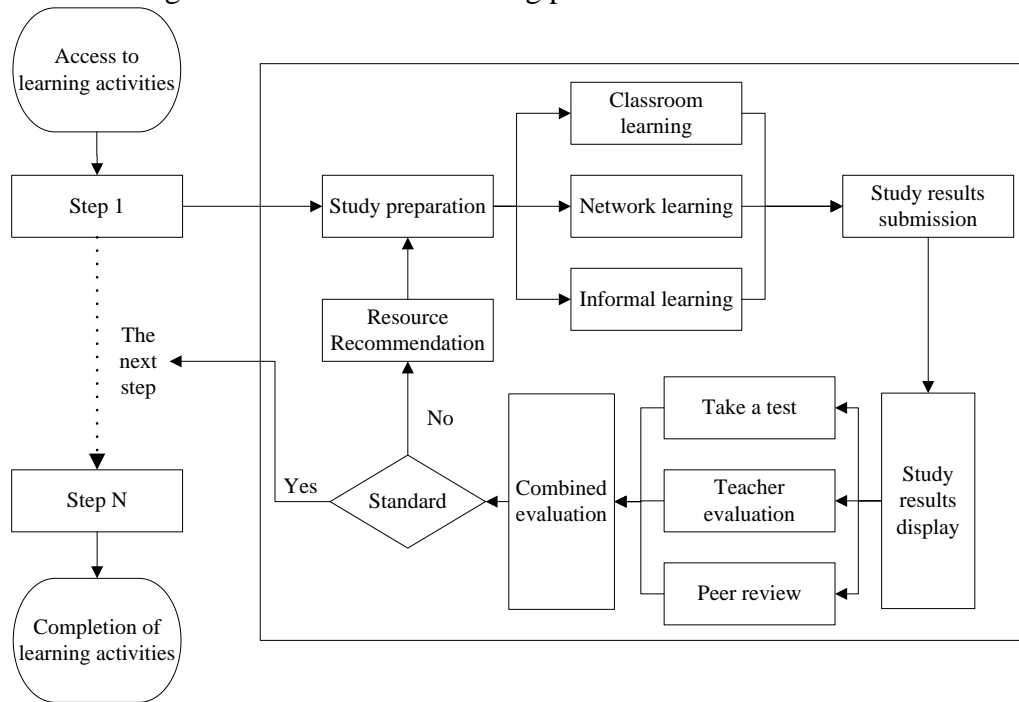 Access to
learning activities
Step 1
The
next
step
Step N
Completion of
learning activities
Study preparation
Classroom
learning
Network learning
Informal learning
Study results
submission
Resource
Recommendation
No
Yes
Standard
Combined
evaluation
Take a test
Teacher
evaluation
Peer review
Study
results
display